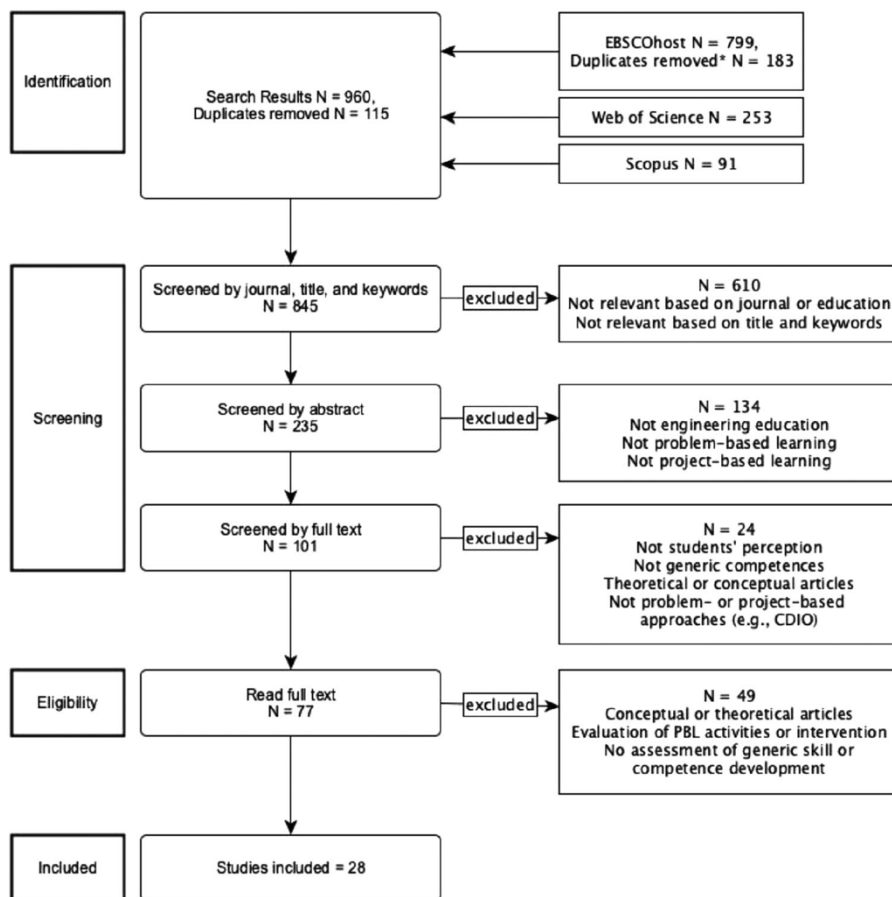 Identification
Search Results N = 960,
Duplicates removed N = 115
EBSCOhost N = 799,
Duplicates removed* N = 183
Web of Science N = 253
Scopus N = 91
Screening
Screened by journal, title, and keywords
N = 845
excluded
N = 610
Not relevant based on journal or education
Not relevant based on title and keywords
Screened by abstract
N = 235
excluded
N = 134
Not engineering education
Not problem-based learning
Not project-based learning
Screened by full text
N = 101
excluded
N = 24
Not students' perception
Not generic competences
Theoretical or conceptual articles
Not problem- or project-based
approaches (e.g., CDIO)
Eligibility
Read full text
N = 77
excluded
N = 49
Conceptual or theoretical articles
Evaluation of PBL activities or intervention
No assessment of generic skill or
competence development
Included
Studies included = 28